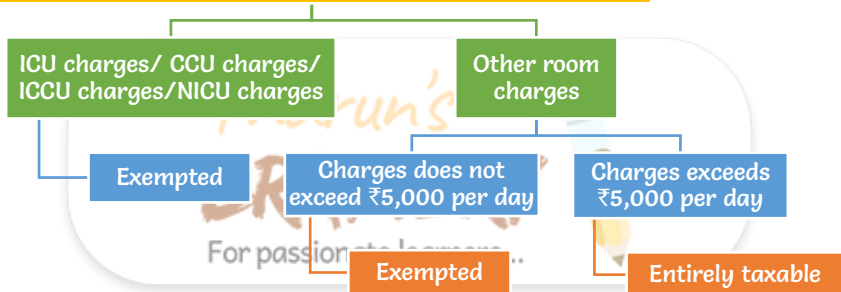 ICU charges/ CCU charges/
ICCU charges/NICU charges
Other room
charges
Exempted
Charges does not
exceed ₹5,000 per day
Charges exceeds
₹5,000 per day
For passionate learners...
Exempted
Entirely taxable